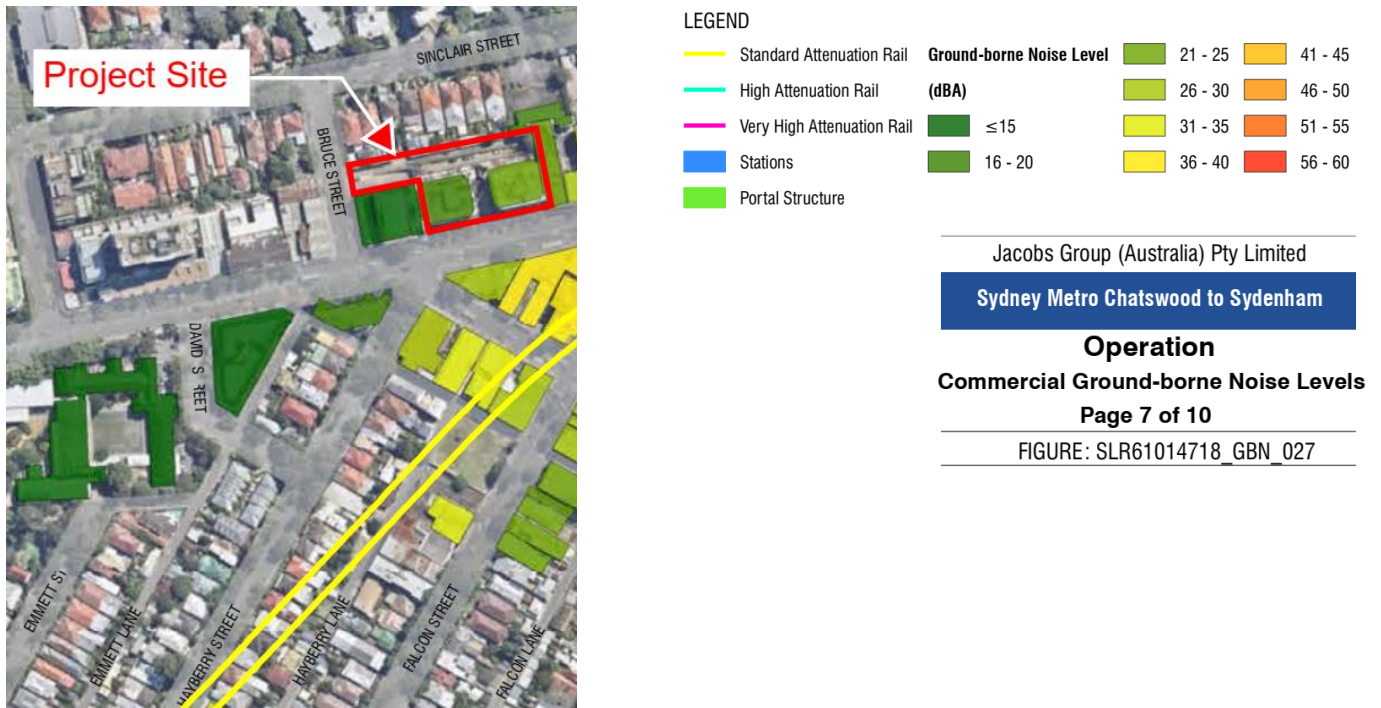 SINCLAIR STREET
Project Site
BRUCE STREET
DAVID S REET
EMMETT ST
EMMETT LANE
HAYBERRY STREET
HAYBERRY LANE
FALCON STREET
FALCON LANE
LEGEND
Standard Attenuation Rail
High Attenuation Rail
Very High Attenuation Rail
Stations
Portal Structure
Ground-borne Noise Level
(dBA)
≤15
16 - 20
21 - 25
26 - 30
31 - 35
36 - 40
41 - 45
46 - 50
51 - 55
56 - 60
Jacobs Group (Australia) Pty Limited
Sydney Metro Chatswood to Sydenham
Operation
Commercial Ground-borne Noise Levels
Page 7 of 10
FIGURE: SLR61014718_GBN_027